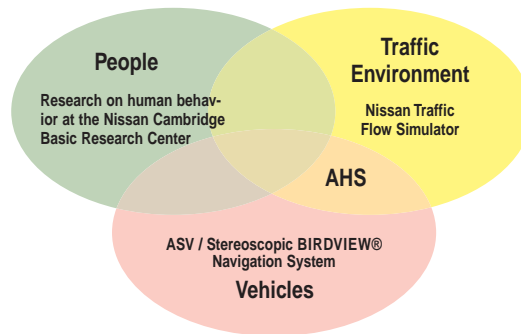 People
Research on human behav-
ior at the Nissan Cambridge
Basic Research Center
Traffic
Environment
Nissan Traffic
Flow Simulator
AHS
ASV / Stereoscopic BIRDVIEW®
Navigation System
Vehicles